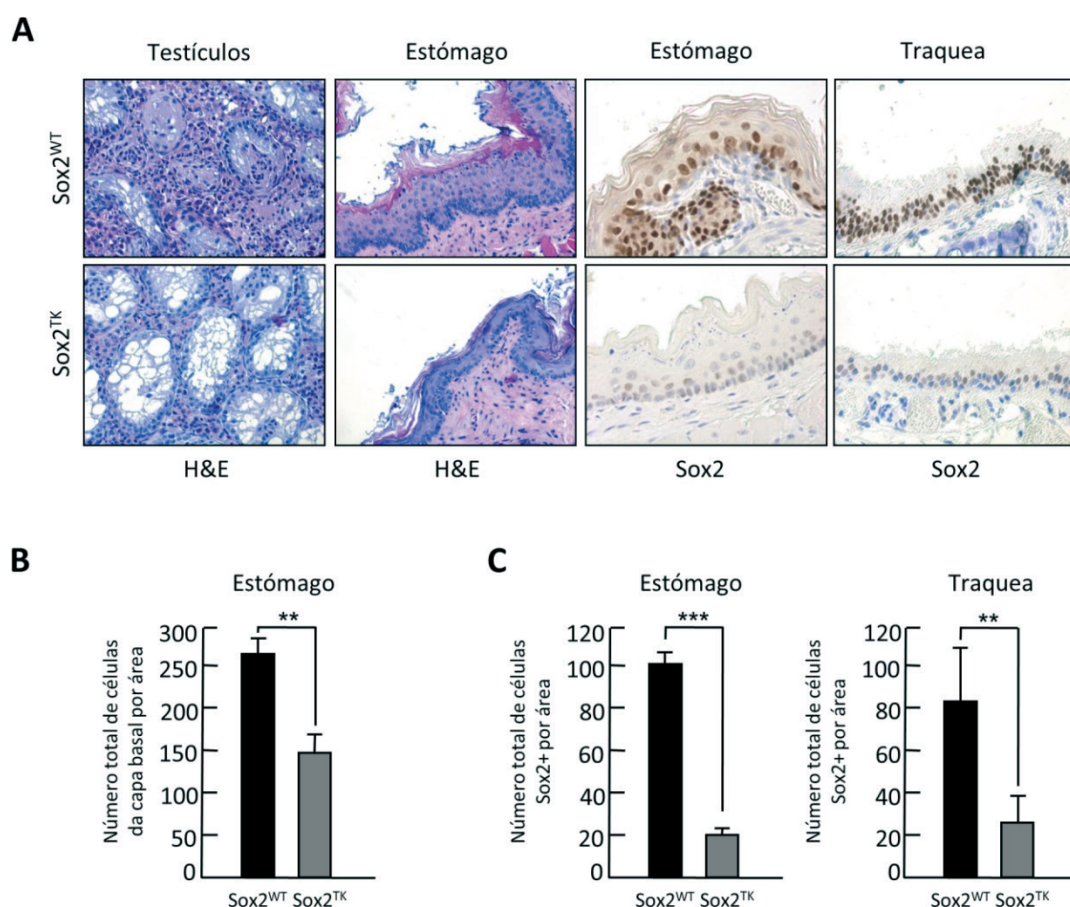 A
Testículos Estómago Estómago Traquea
Sox2WT
Sox2TK
H&E H&E Sox2 Sox2
B
Estómago
**
Número total de células
da capa basal por área
300
250
200
150
100
50
0
Sox2WT Sox2TK
C
Estómago
***
Número total de células
Sox2+ por área
120
100
80
60
40
20
0
Sox2WT Sox2TK
Traquea
**
Número total de células
Sox2+ por área
120
100
80
60
40
20
0
Sox2WT Sox2TK